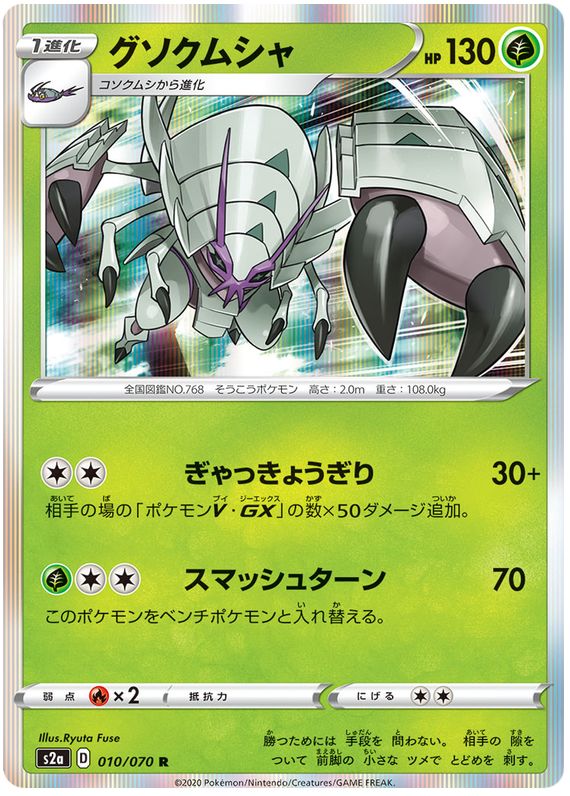 1進化
グソクムシャ
HP130
コソクムシから進化
全国図鑑NO.768 そうこうポケモン 高さ：2.0m 重さ：108.0kg
ぎゃっきょうぎり 30+
相手の場の「ポケモンV・GX」の数×50ダメージ追加。
スマッシュターン 70
このポケモンをベンチポケモンと入れ替える。
弱点 ×2 抵抗力 にげる
Illus.Ryuta Fuse
勝つためには 手段を 問わない。 相手の 隙を
ついて 前脚の 小さな ツメで とどめを 刺す。
s2a D 010/070 R
©2020 Pokémon/Nintendo/Creatures/GAME FREAK.